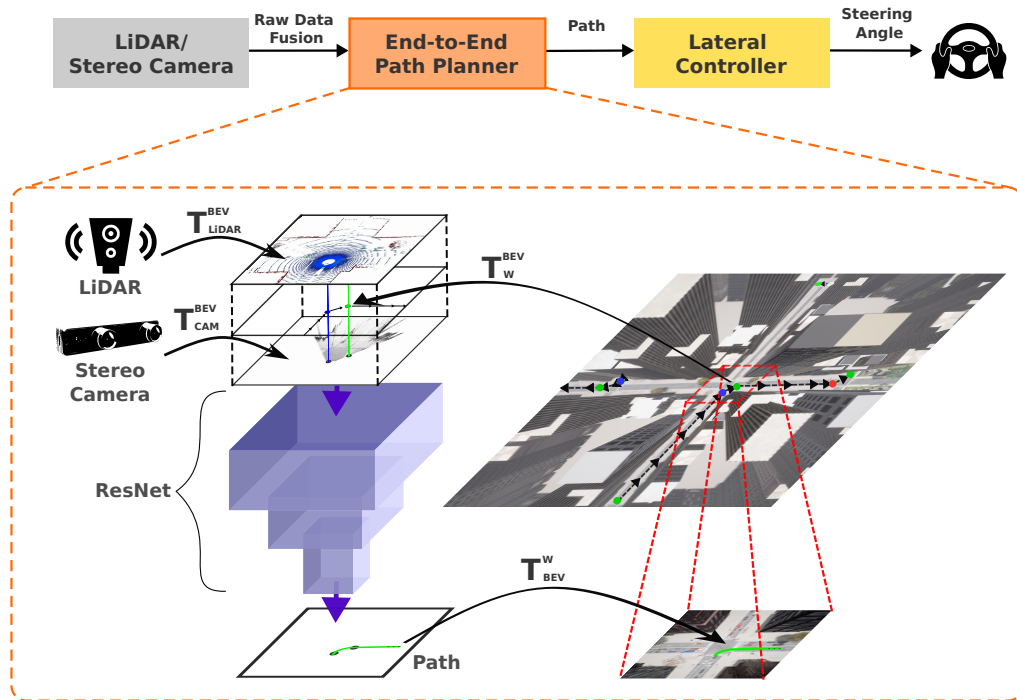 LiDAR/
Stereo Camera
Raw Data
Fusion
End-to-End
Path Planner
Path
Lateral
Controller
Steering
Angle
T BEV LiDAR
LiDAR
T BEV CAM
Stereo
Camera
T BEV W
ResNet
T W BEV
Path